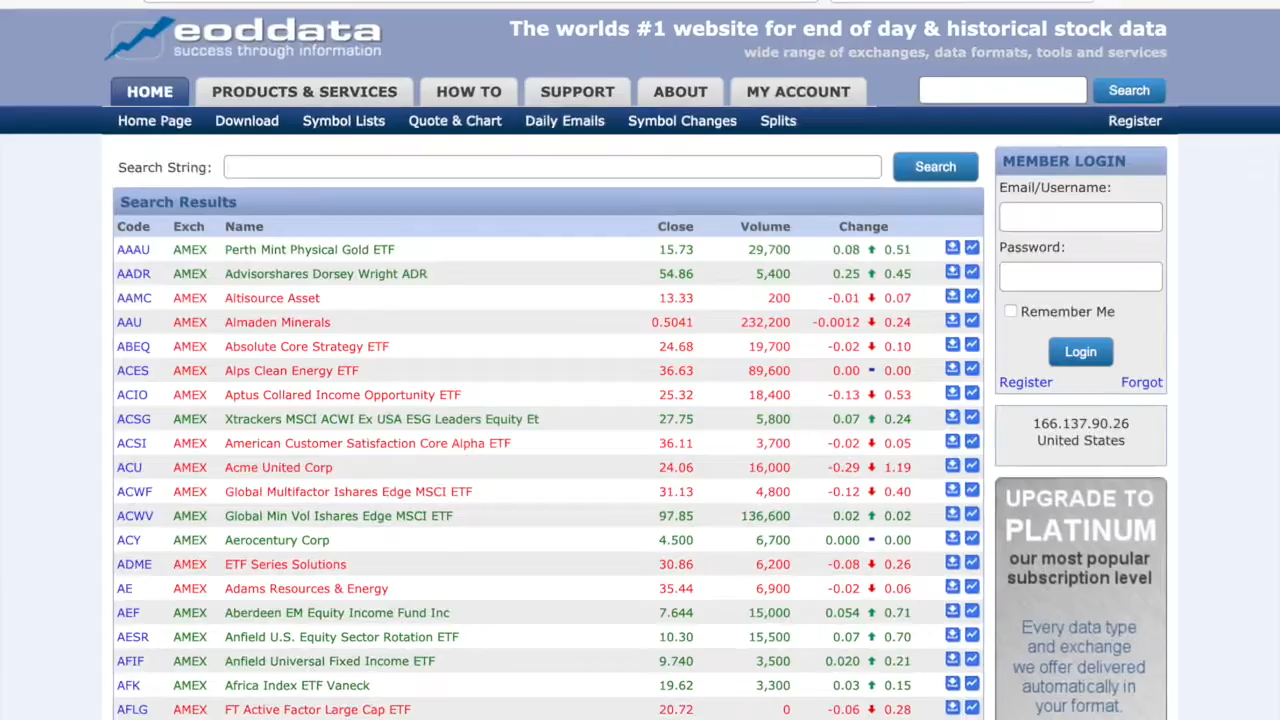 eoddata
success through information
The worlds #1 website for end of day & historical stock data
wide range of exchanges, data formats, tools and services
HOME PRODUCTS & SERVICES HOW TO SUPPORT ABOUT MY ACCOUNT Search
Home Page Download Symbol Lists Quote & Chart Daily Emails Symbol Changes Splits Register
Search String: Search
Search Results
Code Exch Name Close Volume Change
AAAU AMEX Perth Mint Physical Gold ETF 15.73 29,700 0.08 0.51
AADR AMEX Advisorshares Dorsey Wright ADR 54.86 5,400 0.25 0.45
AAMC AMEX Altisource Asset 13.33 200 -0.01 0.07
AAU AMEX Almaden Minerals 0.5041 232,200 -0.0012 0.24
ABEQ AMEX Absolute Core Strategy ETF 24.68 19,700 -0.02 0.10
ACES AMEX Alps Clean Energy ETF 36.63 89,600 0.00 0.00
ACIO AMEX Aptus Collared Income Opportunity ETF 25.32 18,400 -0.13 0.53
ACSG AMEX Xtrackers MSCI ACWI Ex USA ESG Leaders Equity Et 27.75 5,800 0.07 0.24
ACSI AMEX American Customer Satisfaction Core Alpha ETF 36.11 3,700 -0.02 0.05
ACU AMEX Acme United Corp 24.06 16,000 -0.29 1.19
ACWF AMEX Global Multifactor Ishares Edge MSCI ETF 31.13 4,800 -0.12 0.40
ACWV AMEX Global Min Vol Ishares Edge MSCI ETF 97.85 136,600 0.02 0.02
ACY AMEX Aerocentury Corp 4.500 6,700 0.000 0.00
ADME AMEX ETF Series Solutions 30.86 6,200 -0.08 0.26
AE AMEX Adams Resources & Energy 35.44 6,900 -0.02 0.06
AEF AMEX Aberdeen EM Equity Income Fund Inc 7.644 15,000 0.054 0.71
AESR AMEX Anfield U.S. Equity Sector Rotation ETF 10.30 15,500 0.07 0.70
AFIF AMEX Anfield Universal Fixed Income ETF 9.740 3,500 0.020 0.21
AFK AMEX Africa Index ETF Vaneck 19.62 3,300 0.03 0.15
AFLG AMEX FT Active Factor Large Cap ETF 20.72 0 -0.06 0.28
MEMBER LOGIN
Email/Username:
Password:
Remember Me
Login
Register Forgot
166.137.90.26
United States
UPGRADE TO
PLATINUM
our most popular
subscription level
Every data type
and exchange
we offer delivered
automatically in
your format.